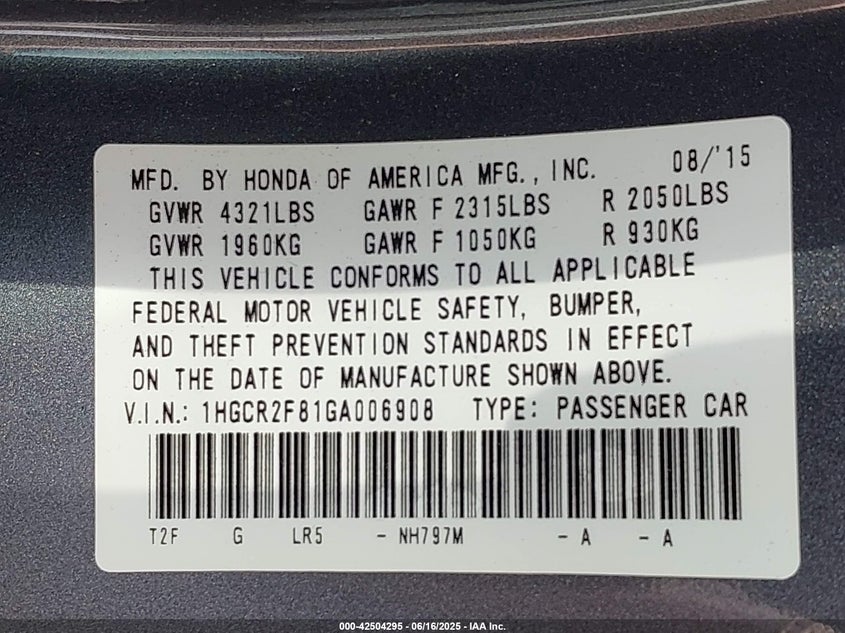 MFD. BY HONDA OF AMERICA MFG., INC. 08/'15
GVWR 4321LBS GAWR F 2315LBS R 2050LBS
GVWR 1960KG GAWR F 1050KG R 930KG
THIS VEHICLE CONFORMS TO ALL APPLICABLE
FEDERAL MOTOR VEHICLE SAFETY, BUMPER,
AND THEFT PREVENTION STANDARDS IN EFFECT
ON THE DATE OF MANUFACTURE SHOWN ABOVE.
V.I.N.: 1HGCR2F81GA006908 TYPE: PASSENGER CAR
T2F G LR5 - NH797M - A - A
000-42504295 - 06/16/2025 - IAA Inc.